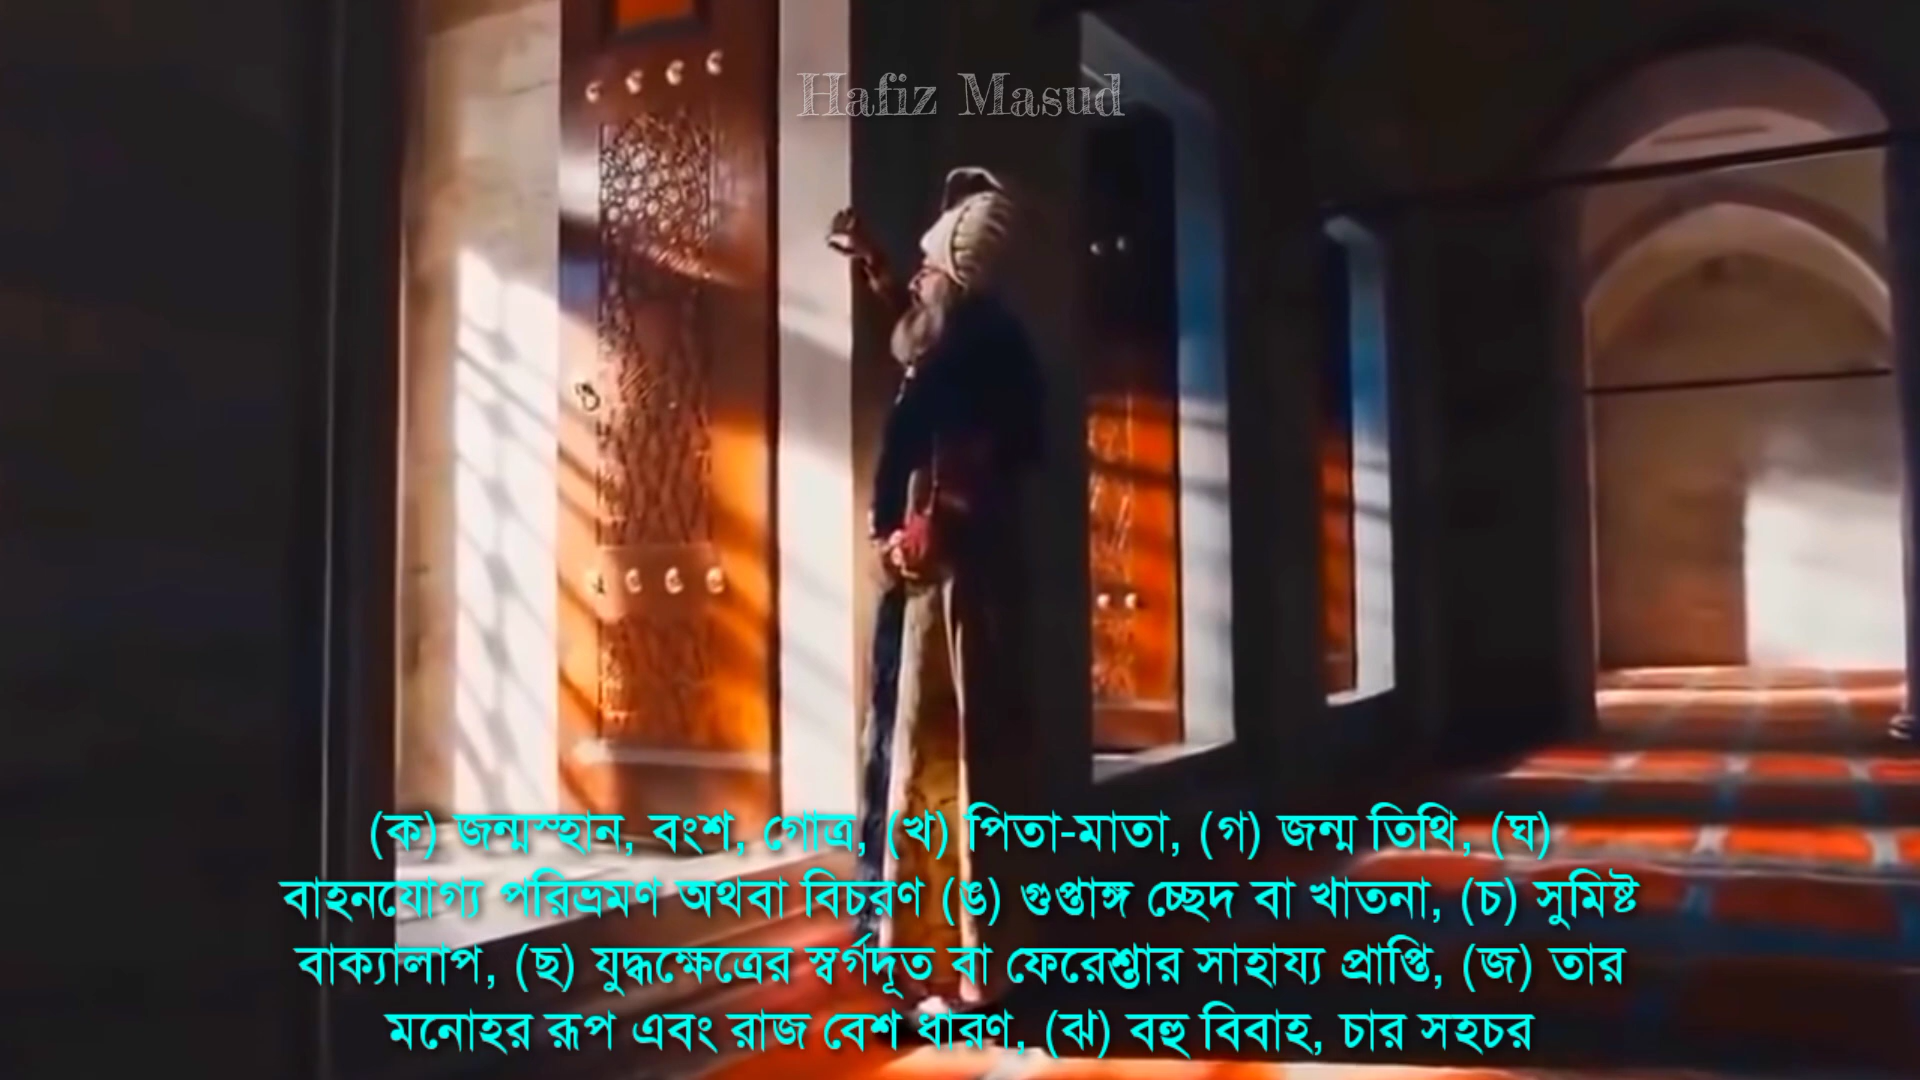 Hafiz Masud
(ক) জন্মস্হান, বংশ, গোত্র, (খ) পিতা-মাতা, (গ) জন্ম তিথি, (ঘ)
বাহনযোগ্য পরিভ্রমণ অথবা বিচরণ (ঙ) গুপ্তাঙ্গ চ্ছেদ বা খাতনা, (চ) সুমিষ্ট
বাক্যালাপ, (ছ) যুদ্ধক্ষেত্রের স্বর্গদূত বা ফেরেশ্তার সাহায্য প্রাপ্তি, (জ) তার
মনোহর রূপ এবং রাজ বেশ ধারণ, (ঝ) বহু বিবাহ, চার সহচর